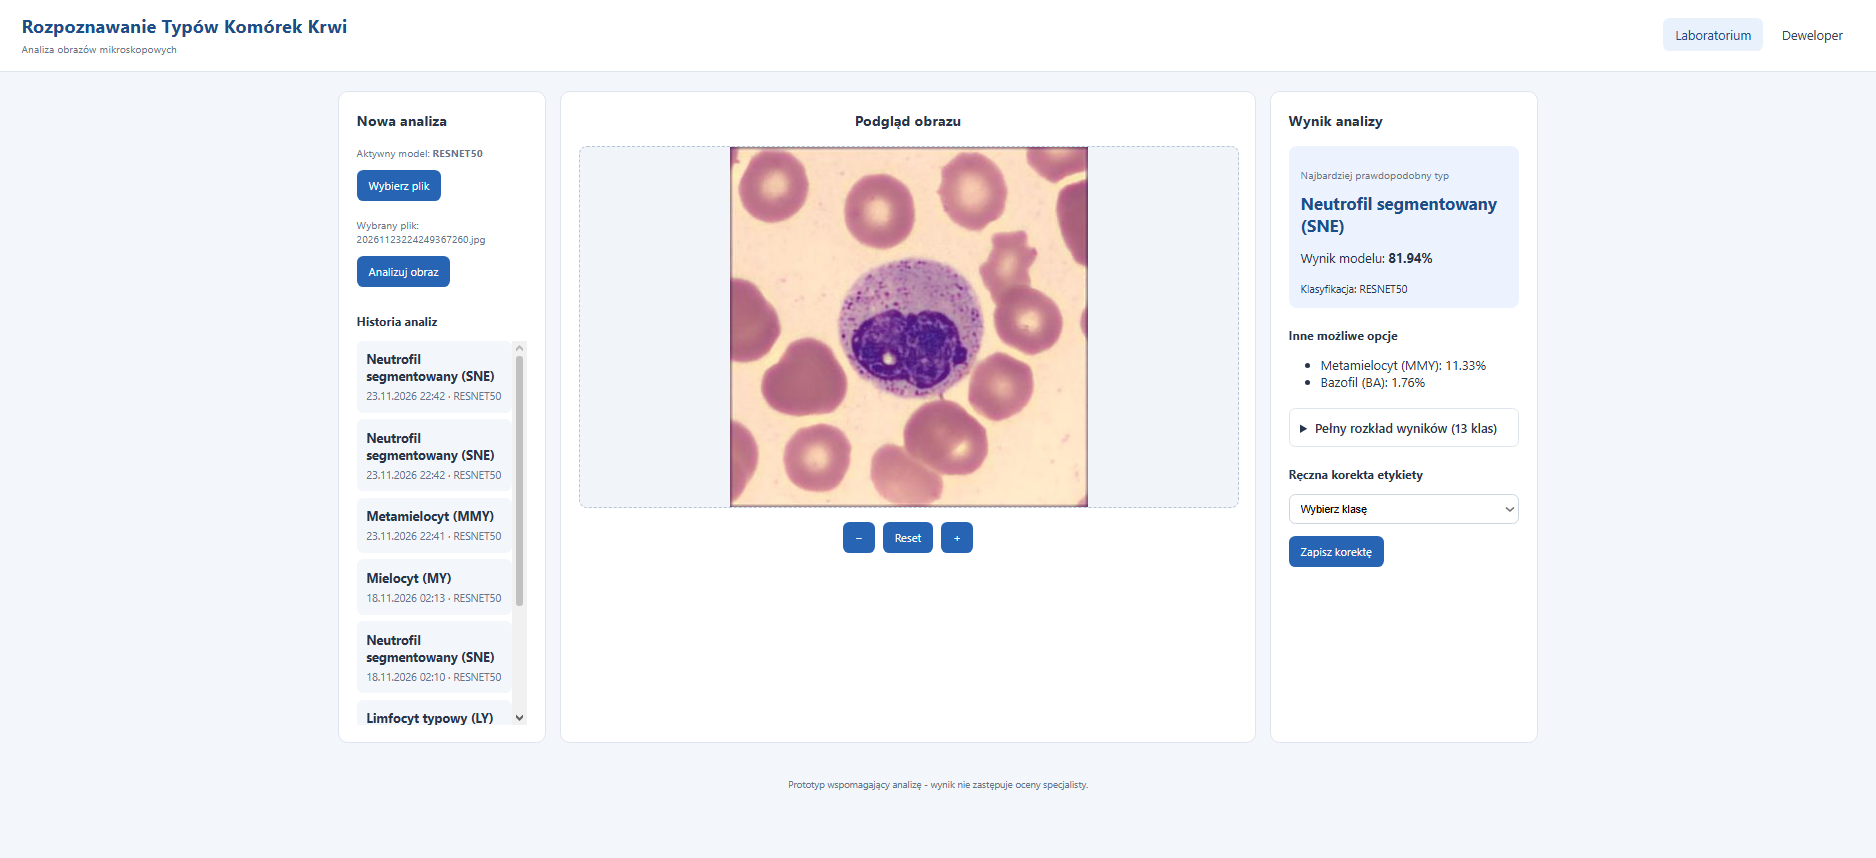 Rozpoznawanie Typów Komórek Krwi
Analiza obrazów mikroskopowych
Laboratorium
Deweloper
Nowa analiza
Aktywny model: RESNET50
Wybierz plik
Wybrany plik:
20261123224249367260.jpg
Analizuj obraz
Historia analiz
Neutrofil
segmentowany (SNE)
23.11.2026 22:42 · RESNET50
Neutrofil
segmentowany (SNE)
23.11.2026 22:42 · RESNET50
Metamielocyt (MMY)
23.11.2026 22:41 · RESNET50
Mielocyt (MY)
18.11.2026 02:13 · RESNET50
Neutrofil
segmentowany (SNE)
18.11.2026 02:10 · RESNET50
Limfocyt typowy (LY)
Podgląd obrazu
−
Reset
+
Wynik analizy
Najbardziej prawdopodobny typ
Neutrofil segmentowany
(SNE)
Wynik modelu: 81.94%
Klasyfikacja: RESNET50
Inne możliwe opcje
• Metamielocyt (MMY): 11.33%
• Bazofil (BA): 1.76%
Pełny rozkład wyników (13 klas)
Ręczna korekta etykiety
Wybierz klasę
Zapisz korektę
Prototyp wspomagający analizę - wynik nie zastępuje oceny specjalisty.